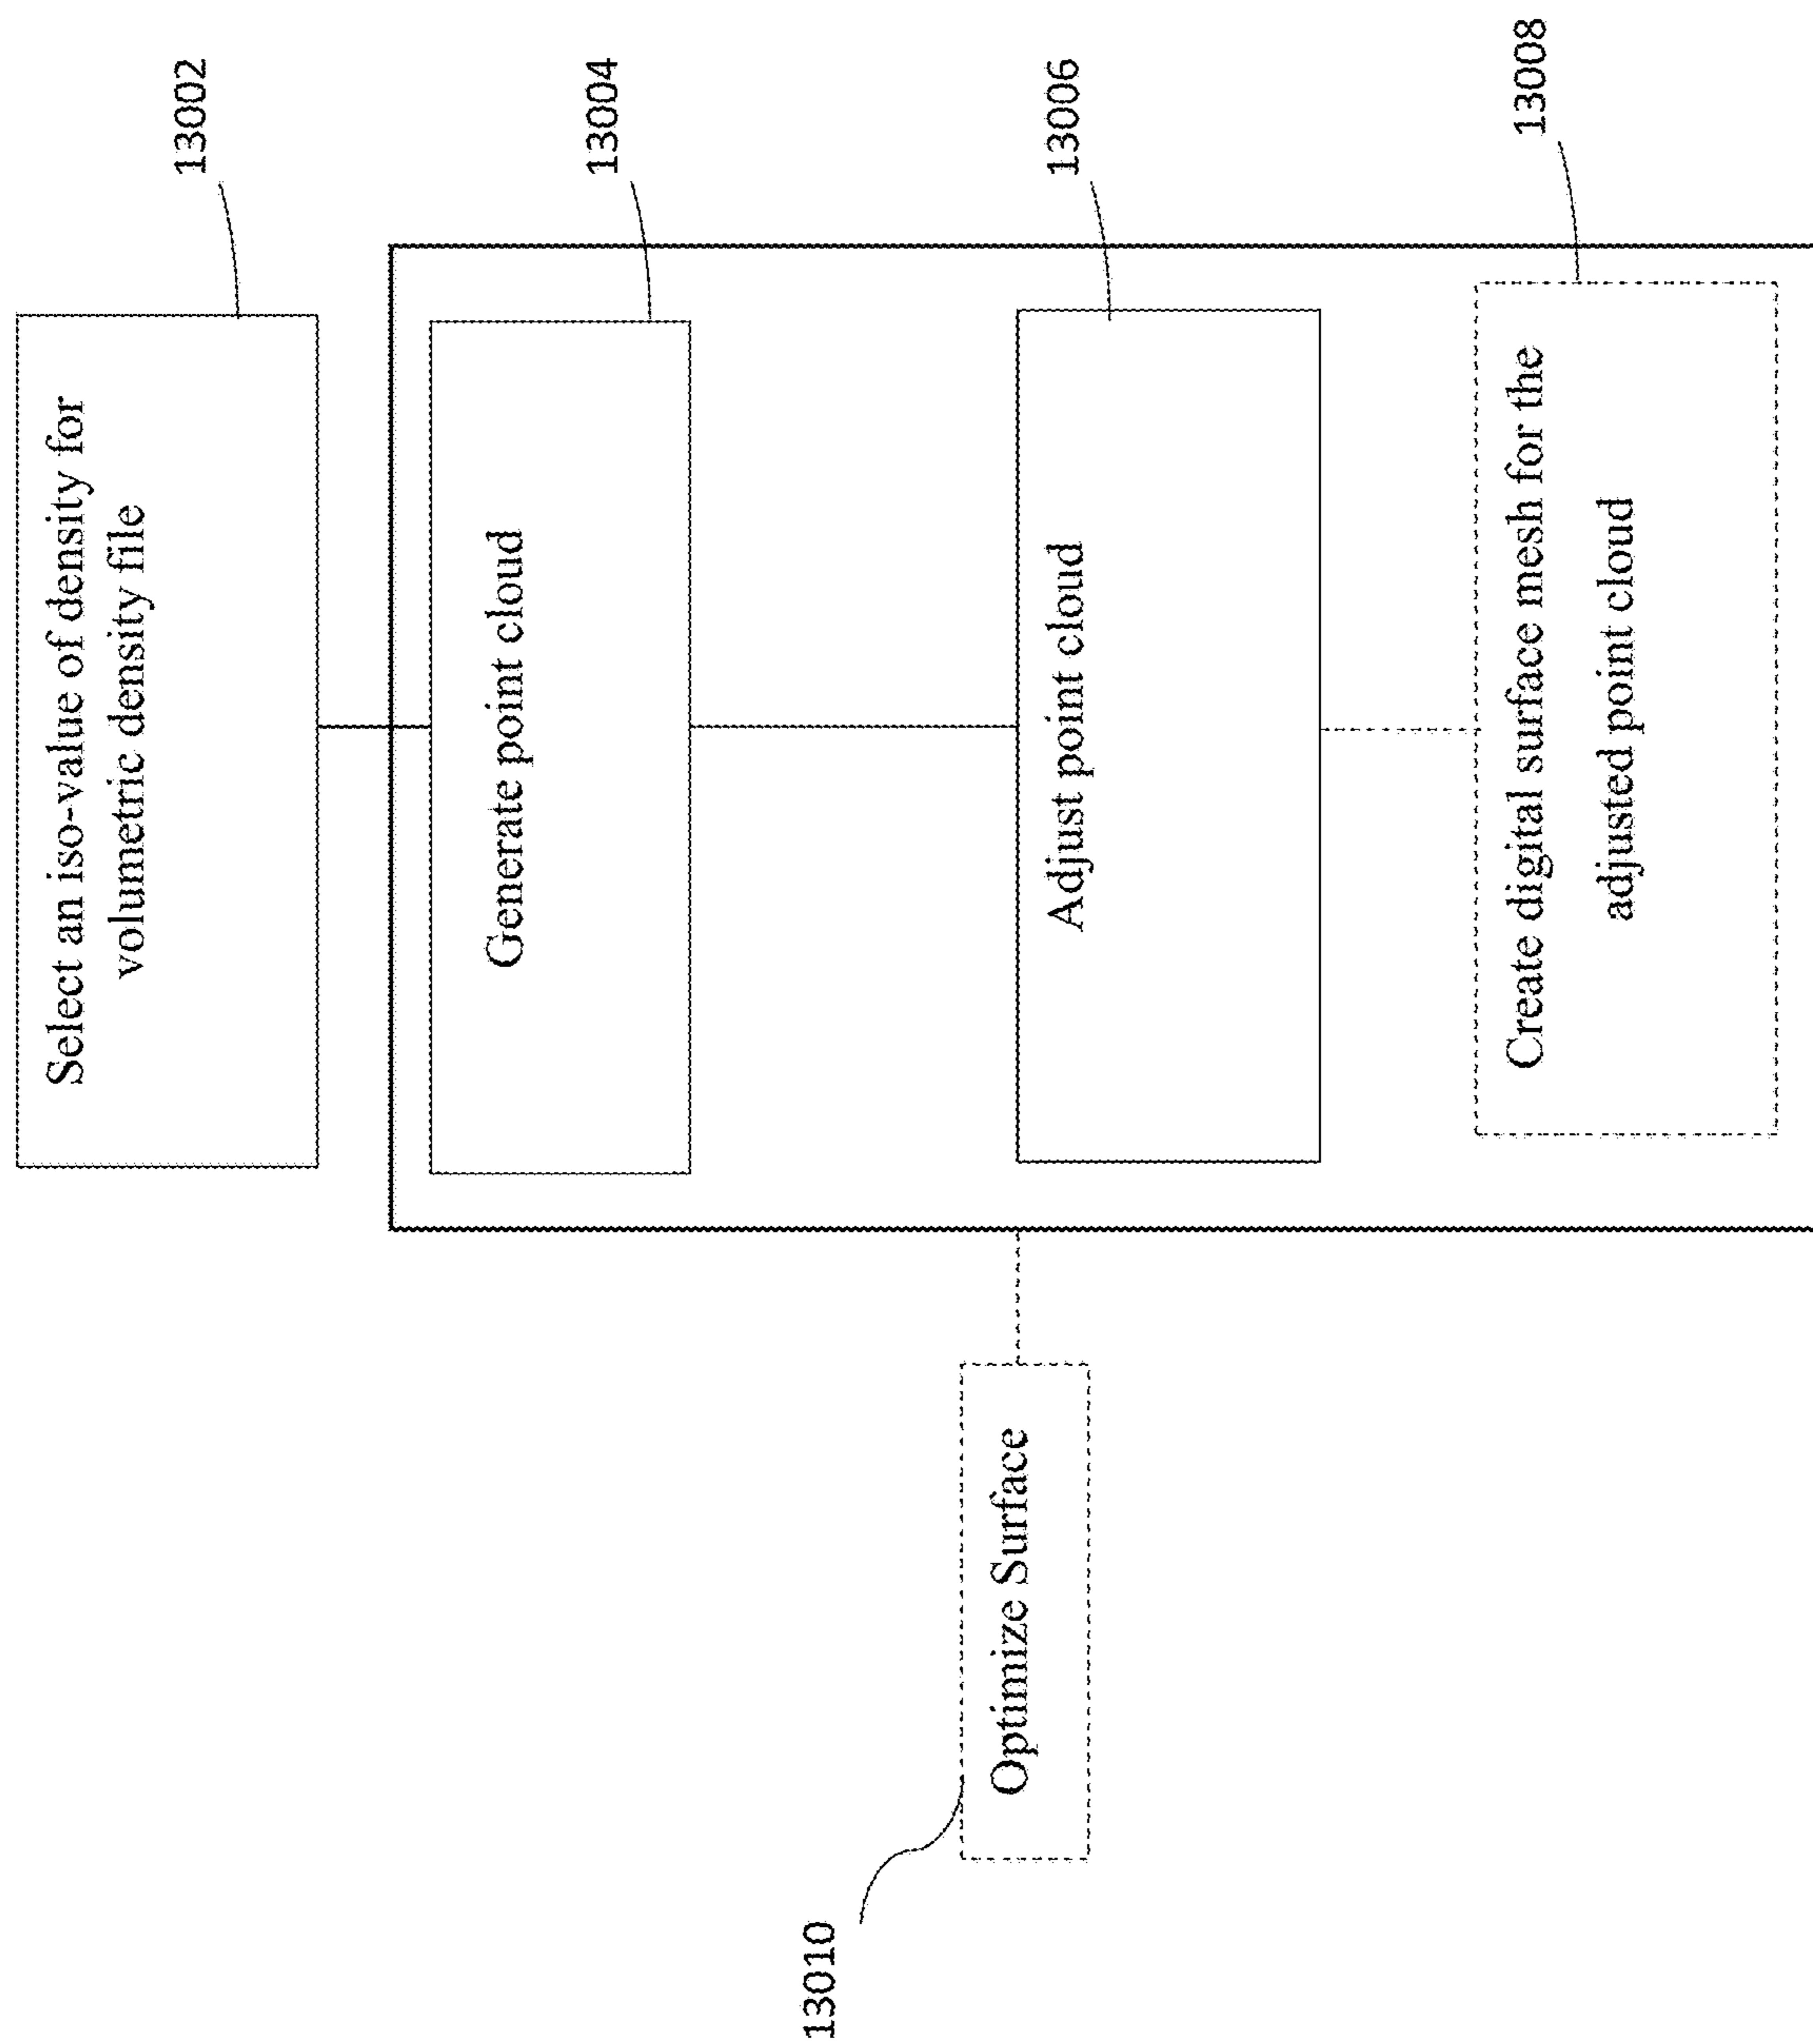 Select an iso-value of density for
volumetric density file
13002
Generate point cloud
13004
Adjust point cloud
13006
Create digital surface mesh for the
adjusted point cloud
13008
Optimize Surface
13010